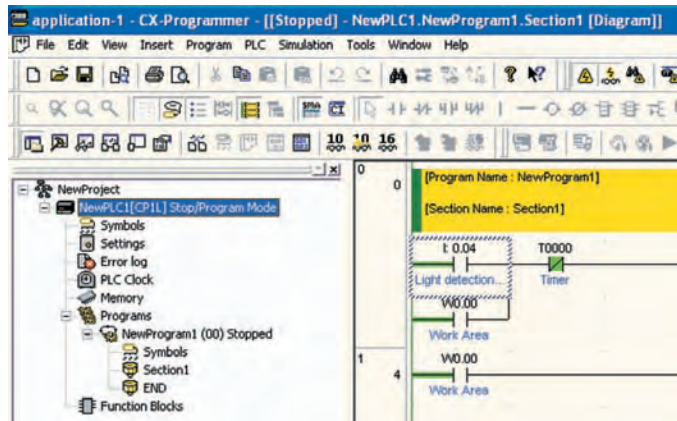 application-1 - CX-Programmer - [[Stopped] - NewPLC1.NewProgram1.Section1 [Diagram]]
File Edit View Insert Program PLC Simulation Tools Window Help
10 10 16
NewProject
NewPLC1[CP1L] Stop/Program Mode
Symbols
Settings
Error log
PLC Clock
Memory
Programs
NewProgram1 (00) Stopped
Symbols
Section1
END
Function Blocks
0
0
[Program Name : NewProgram1]
[Section Name : Section1]
I: 0.04 T0000
Light detection... Timer
W0.00
Work Area
1
4
W0.00
Work Area